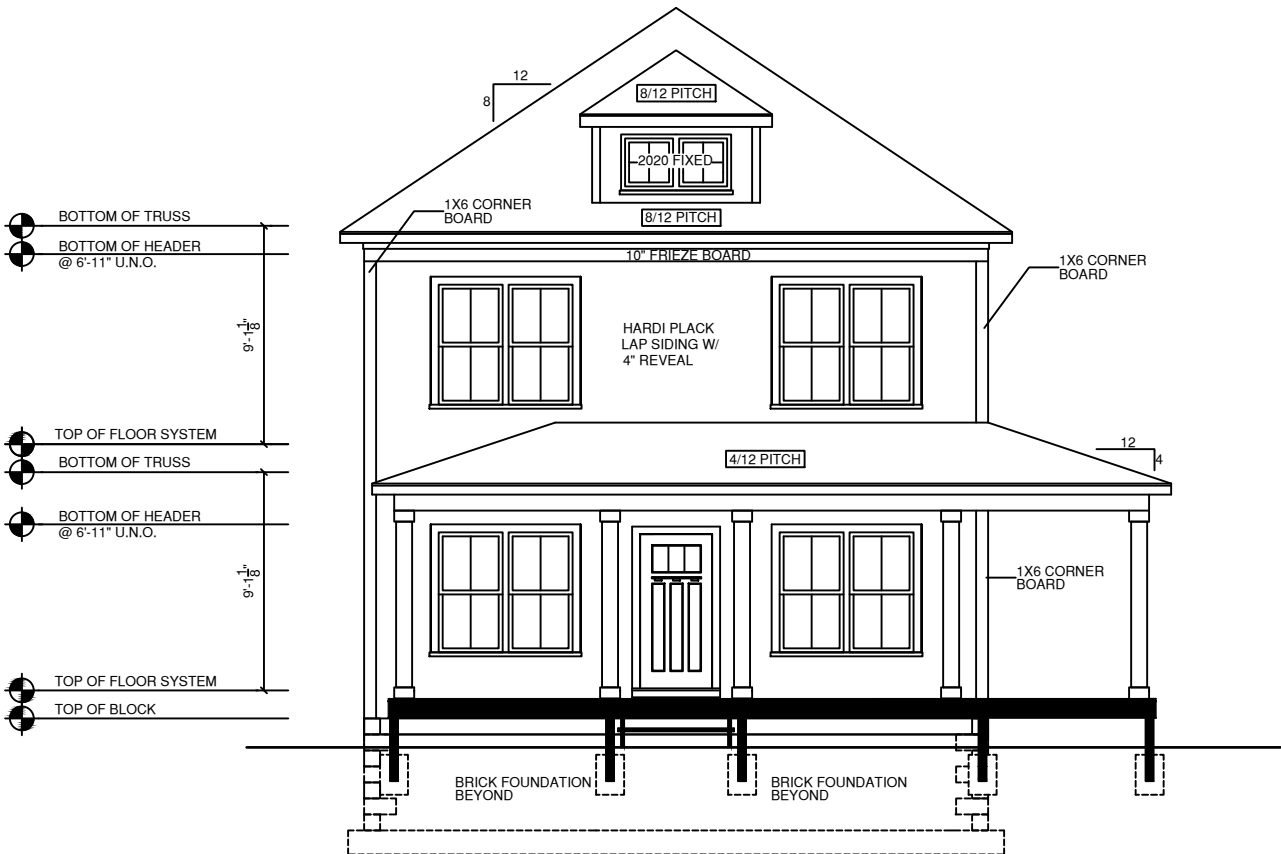 12
8
8/12 PITCH
2020 FIXED
8/12 PITCH
1X6 CORNER
BOARD
BOTTOM OF TRUSS
BOTTOM OF HEADER
@ 6'-11" U.N.O.
10" FRIEZE BOARD
1X6 CORNER
BOARD
9'-1 1/8"
HARDI PLACK
LAP SIDING W/
4" REVEAL
TOP OF FLOOR SYSTEM
BOTTOM OF TRUSS
4/12 PITCH
12
4
BOTTOM OF HEADER
@ 6'-11" U.N.O.
9'-1 1/8"
1X6 CORNER
BOARD
TOP OF FLOOR SYSTEM
TOP OF BLOCK
BRICK FOUNDATION
BEYOND
BRICK FOUNDATION
BEYOND